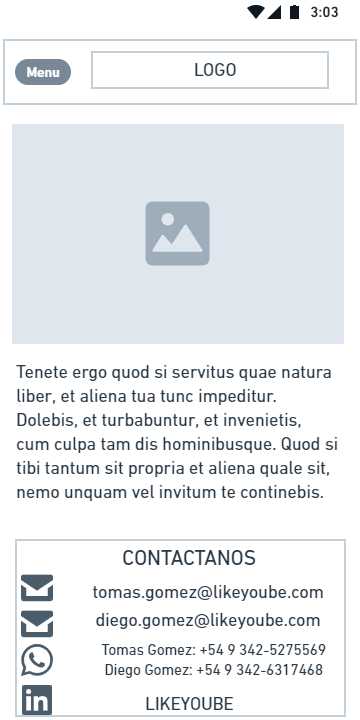 3:03
Menu
LOGO
Tenete ergo quod si servitus quae natura
liber, et aliena tua tunc impeditur.
Dolebis, et turbabuntur, et invenietis,
cum culpa tam dis hominibusque. Quod si
tibi tantum sit propria et aliena quale sit,
nemo unquam vel invitum te continebis.
CONTACTANOS
tomas.gomez@likeyoube.com
diego.gomez@likeyoube.com
Tomas Gomez: +54 9 342-5275569
Diego Gomez: +54 9 342-6317468
in
LIKEYOUBE